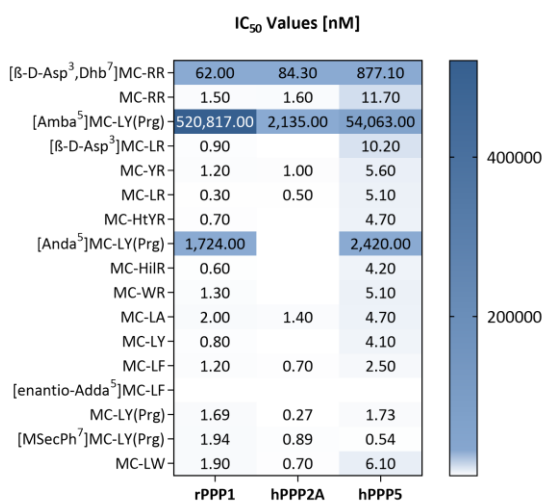 IC₅₀ Values [nM]
[ß-D-Asp³,Dhb⁷]MC-RR 62.00 84.30 877.10
MC-RR 1.50 1.60 11.70
[Amba⁵]MC-LY(Prg) 520,817.00 2,135.00 54,063.00
[ß-D-Asp³]MC-LR 0.90 10.20
MC-YR 1.20 1.00 5.60
MC-LR 0.30 0.50 5.10
MC-HtYR 0.70 4.70
[Anda⁵]MC-LY(Prg) 1,724.00 2,420.00
MC-HilR 0.60 4.20
MC-WR 1.30 5.10
MC-LA 2.00 1.40 4.70
MC-LY 0.80 4.10
MC-LF 1.20 0.70 2.50
[enantio-Adda⁵]MC-LF
MC-LY(Prg) 1.69 0.27 1.73
[MSecPh⁷]MC-LY(Prg) 1.94 0.89 0.54
MC-LW 1.90 0.70 6.10
rPPP1 hPPP2A hPPP5
400000
200000